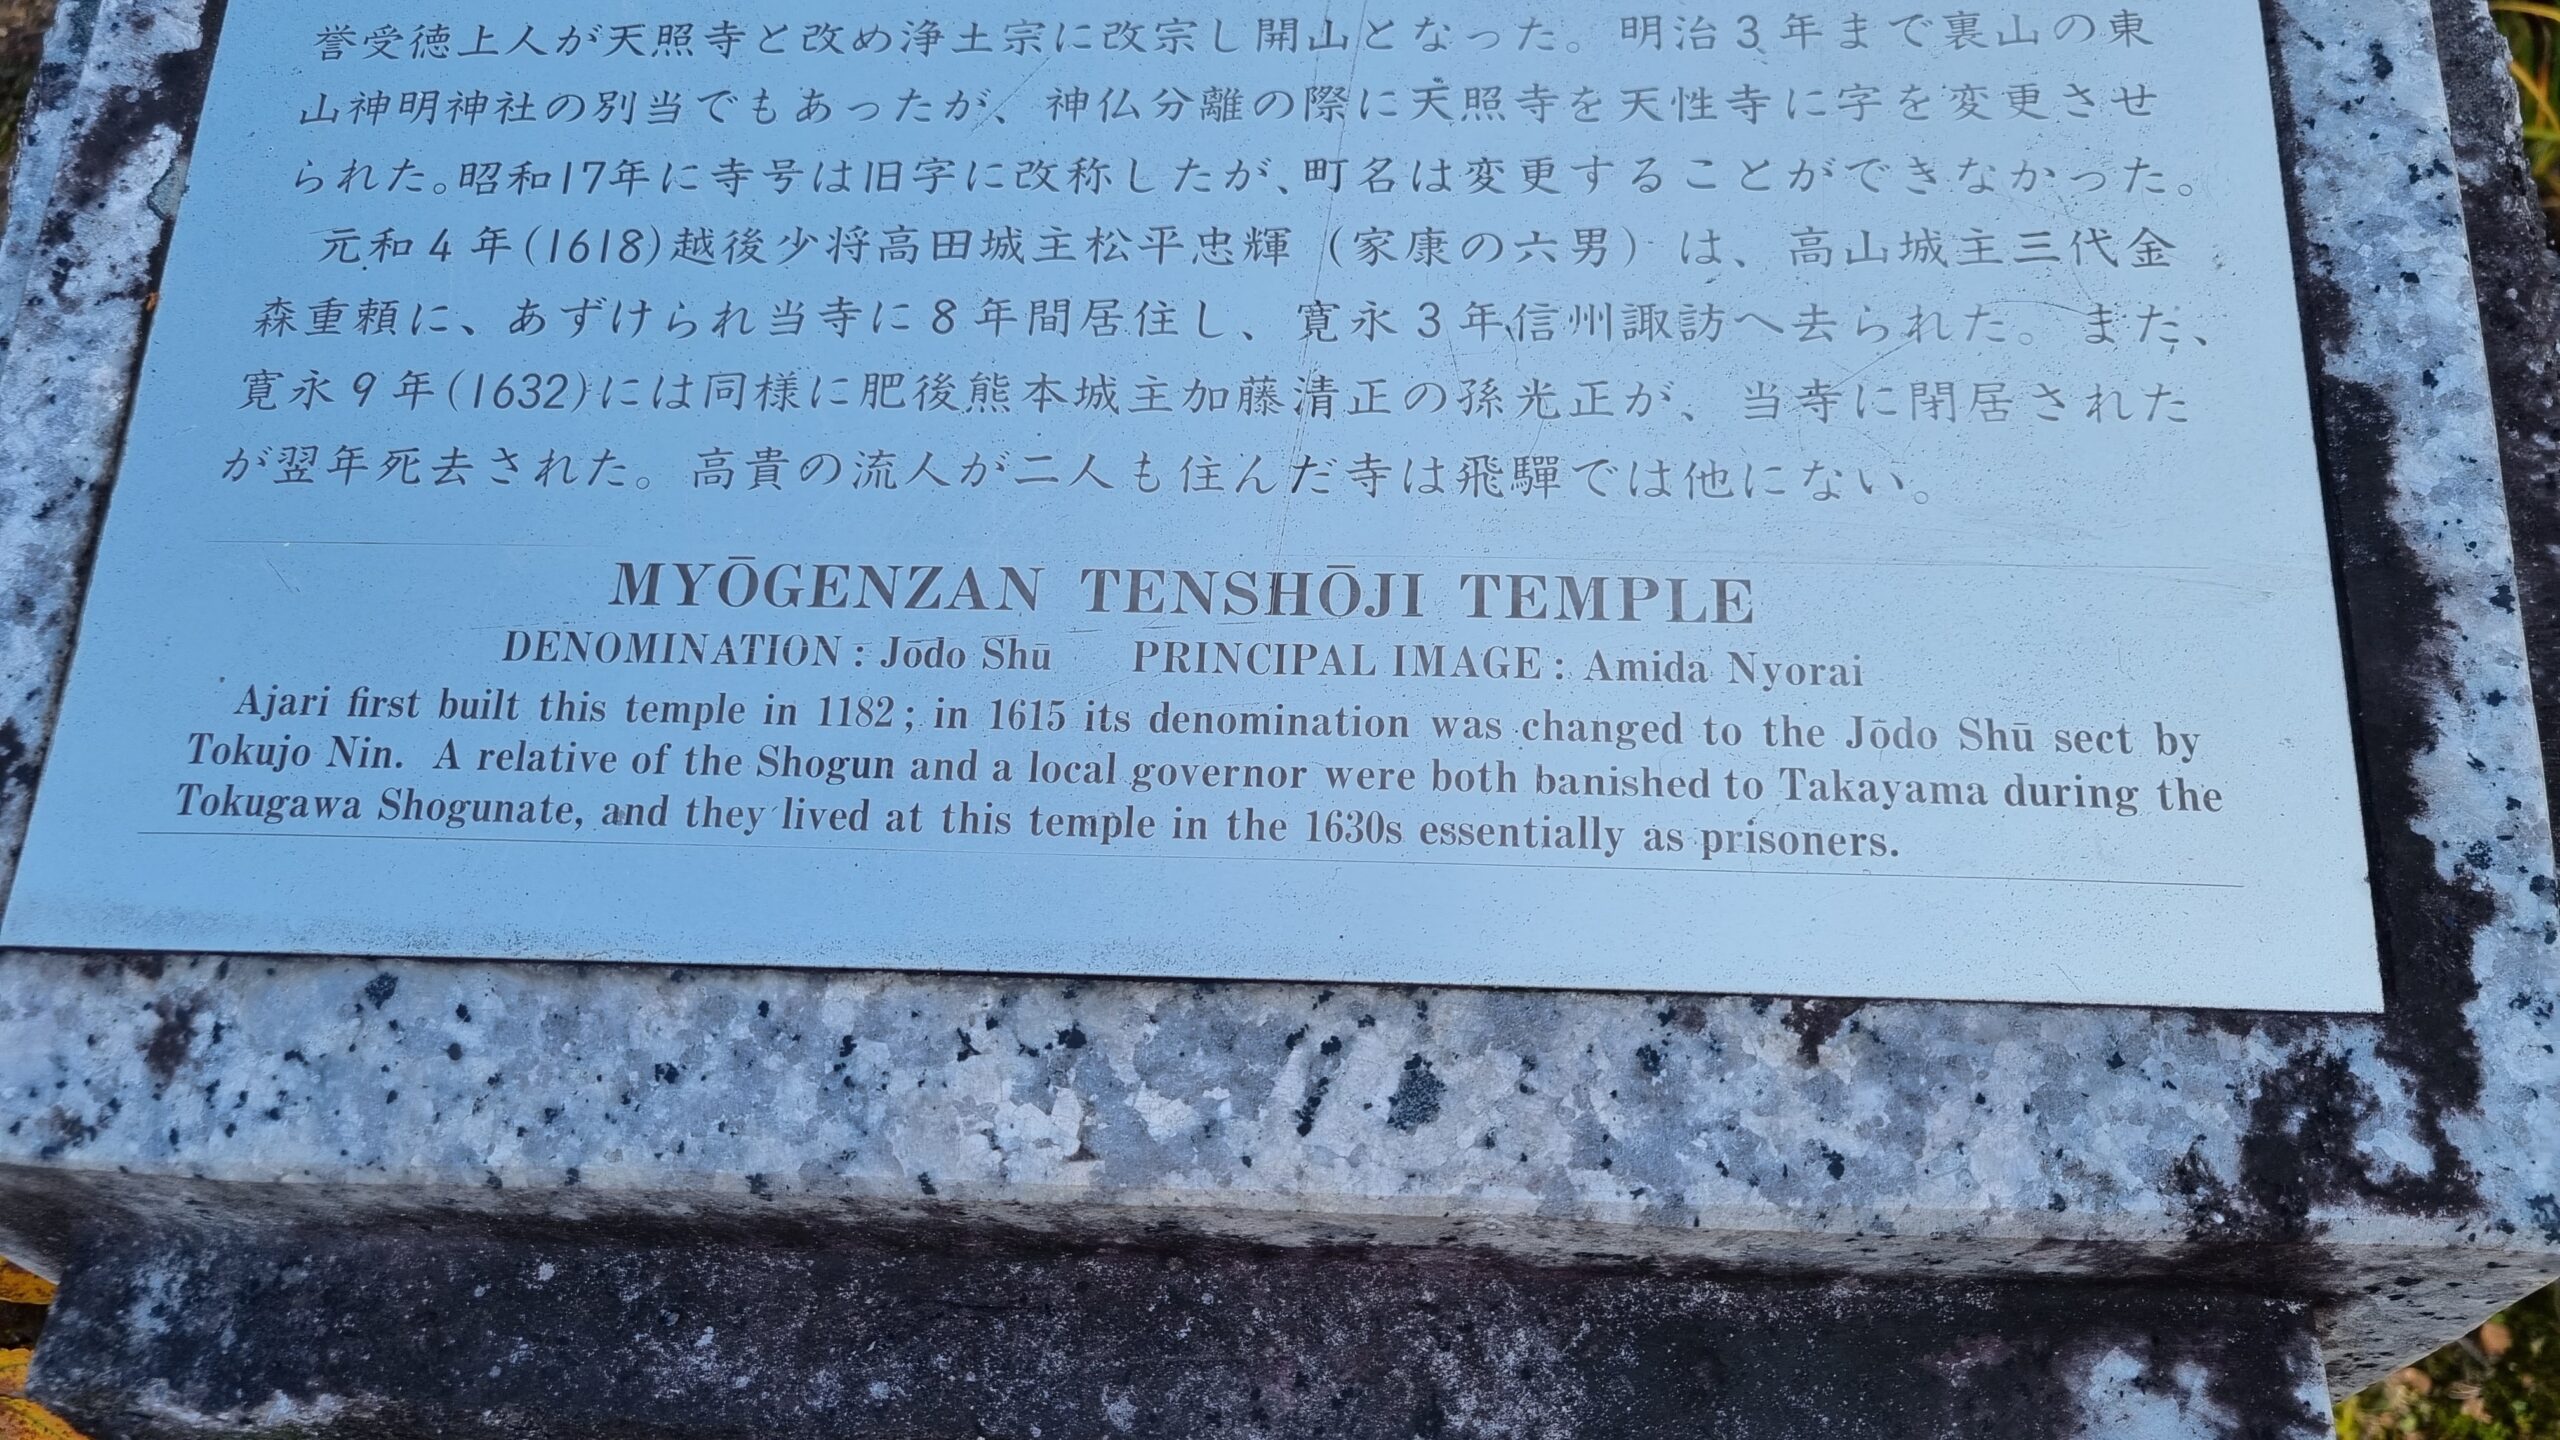 誉受徳上人が天照寺と改め浄土宗に改宗し開山となった。明治3年まで裏山の東
山神明神社の別当でもあったが、神仏分離の際に天照寺を天性寺に字を変更させ
られた。昭和17年に寺号は旧字に改称したが、町名は変更することができなかった。
元和4年(1618)越後少将高田城主松平忠輝(家康の六男)は、高山城主三代金
森重頼に、あずけられ当寺に8年間居住し、寛永3年信州諏訪へ去られた。また、
寛永9年(1632)には同様に肥後熊本城主加藤清正の孫光正が、当寺に閉居された
が翌年死去された。高貴の流人が二人も住んだ寺は飛驒では他にない。
MYŌGENZAN TENSHŌJI TEMPLE
DENOMINATION : Jōdo Shū PRINCIPAL IMAGE : Amida Nyorai
Ajari first built this temple in 1182 ; in 1615 its denomination was changed to the Jōdo Shū sect by
Tokujo Nin. A relative of the Shogun and a local governor were both banished to Takayama during the
Tokugawa Shogunate, and they lived at this temple in the 1630s essentially as prisoners.